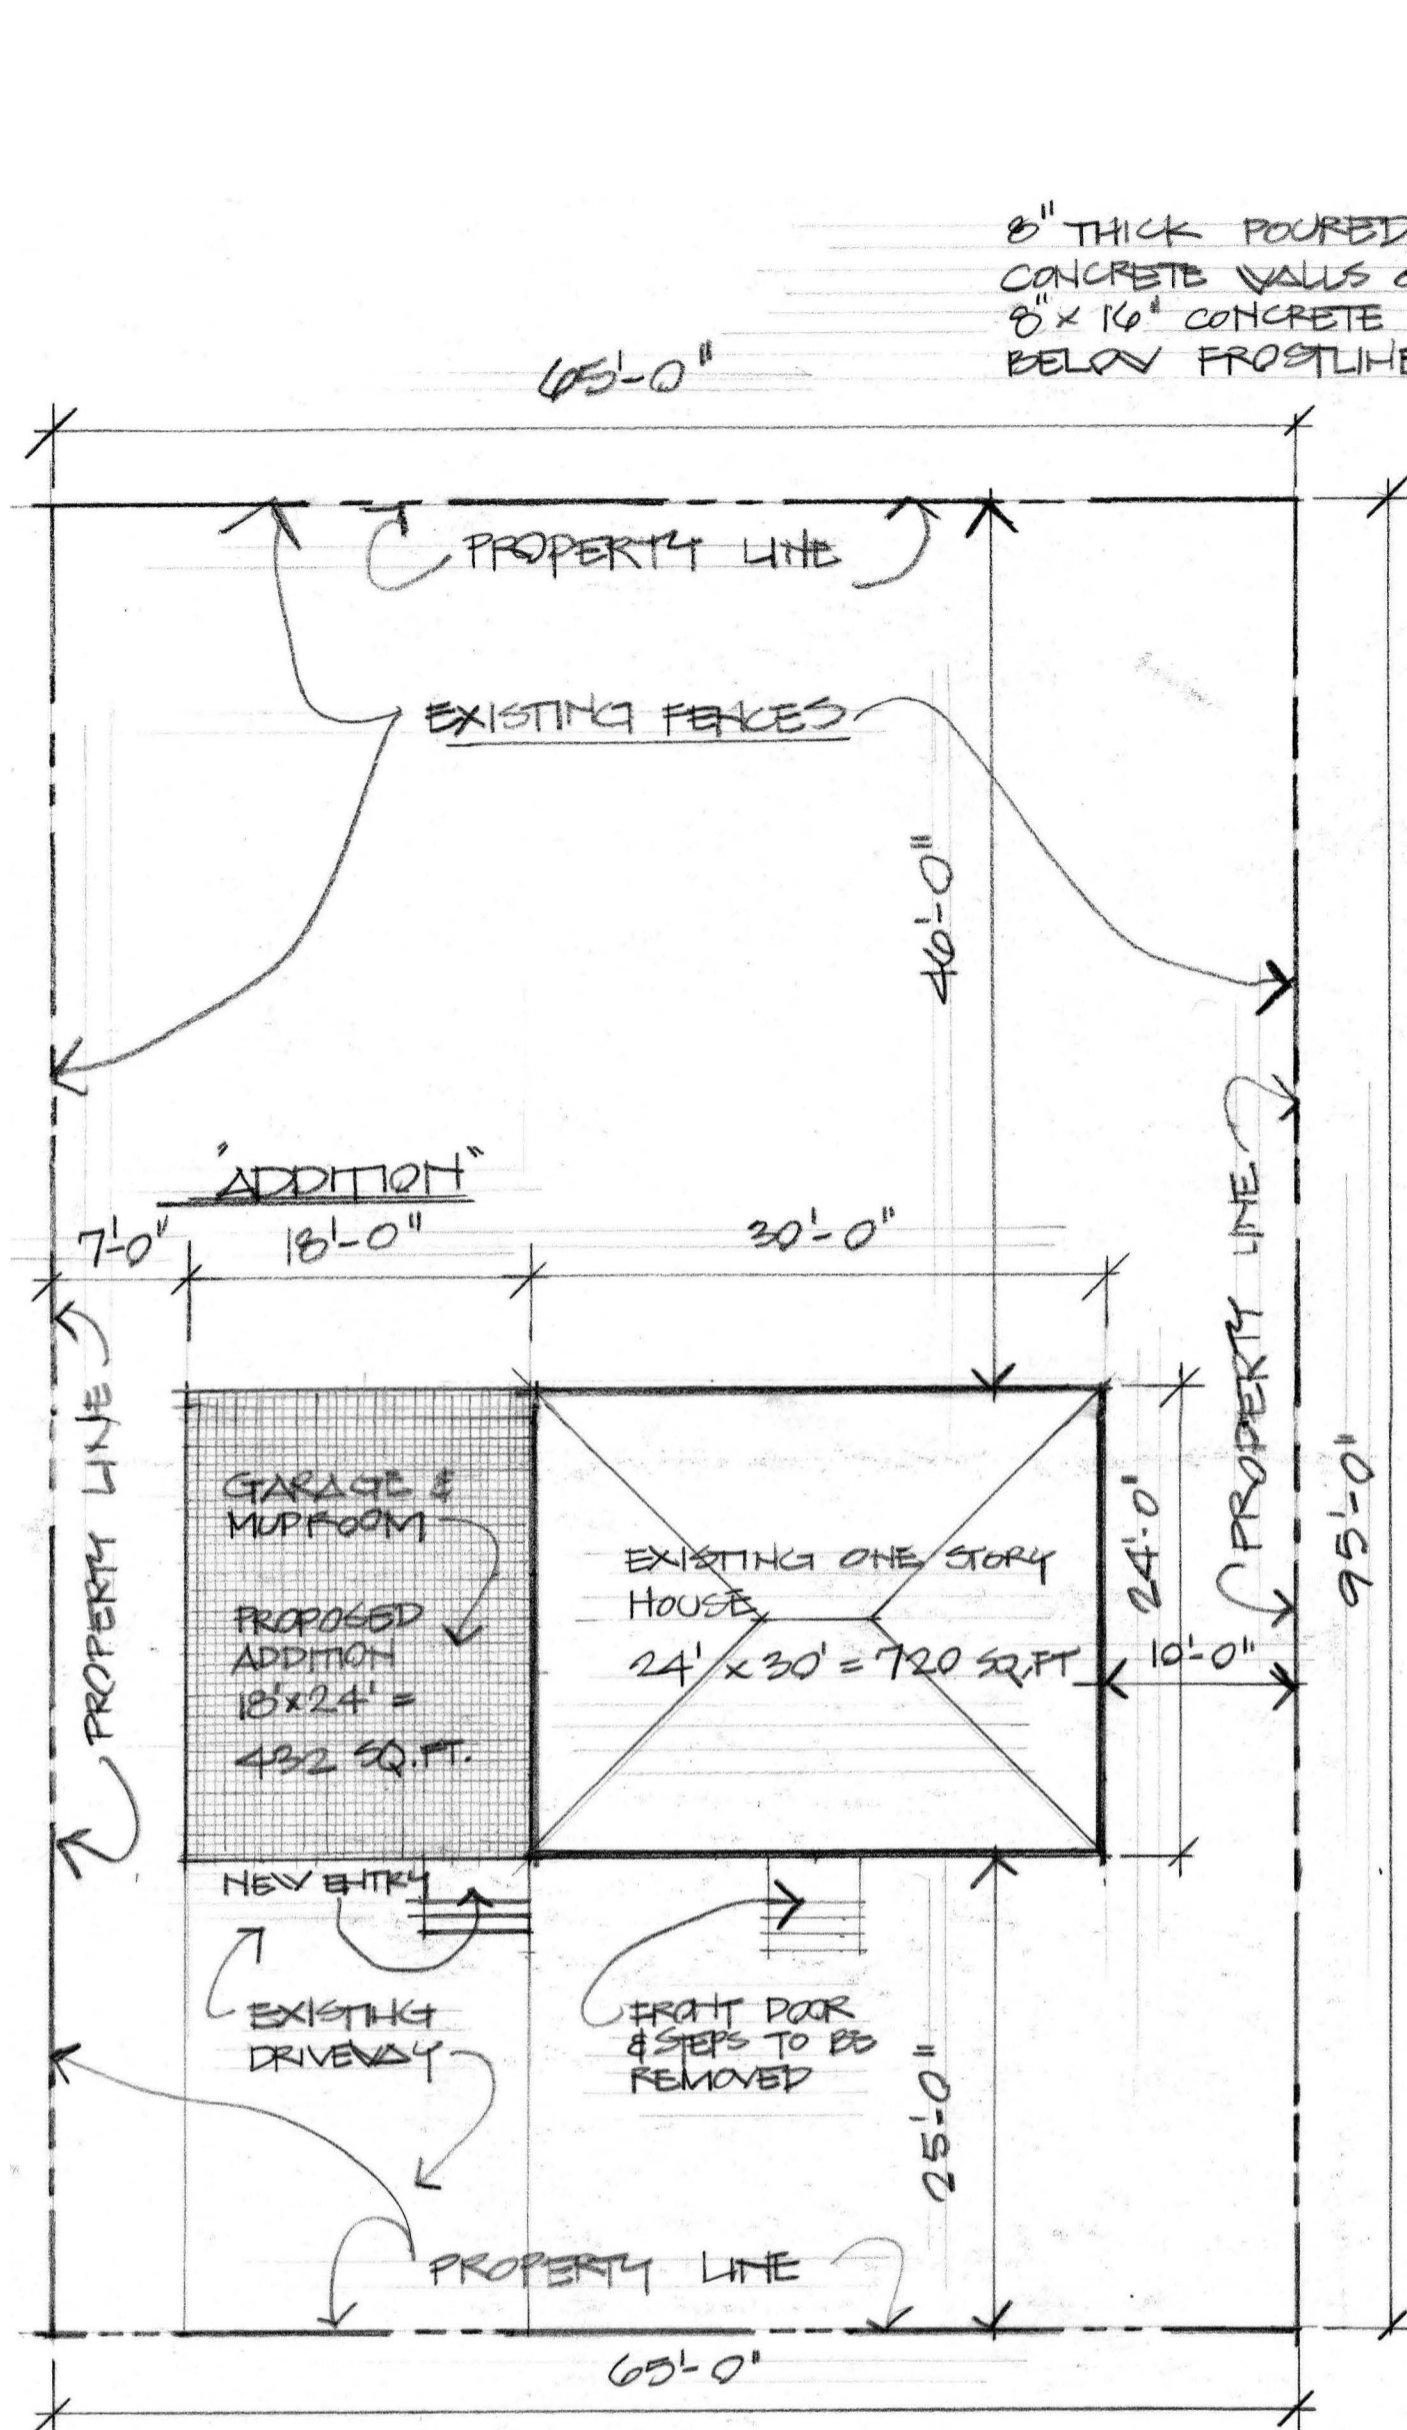 8" THICK POURED
CONCRETE WALLS
8" x 16" CONCRETE
BELOW FROSTLINE
65'-0"
PROPERTY LINE
EXISTING FENCES
46'-0"
"ADDITION"
7'-0"
18'-0"
30'-0"
PROPERTY LINE
PROPERTY LINE
95'-0"
GARAGE &
MUDROOM
PROPOSED
ADDITION
18'x24' =
432 SQ.FT.
EXISTING ONE STORY
HOUSE
24' x 30' = 720 SQ.FT
24'-0'
10'-0"
NEW ENTRY
EXISTING
DRIVEWAY
FRONT DOOR
& STEPS TO BE
REMOVED
25'-0"
PROPERTY LINE
65'-0"